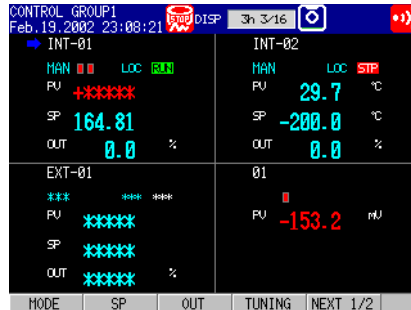 CONTROL GROUP1
Feb.19.2002 23:08:21 STOP DISP 3h 3/16
INT-01
MAN LOC RUN
PV +*****
SP 164.81
OUT 0.0 %
INT-02
MAN LOC STP
PV 29.7 ℃
SP -200.0 ℃
OUT 0.0 %
EXT-01
*** *** ***
PV *****
SP *****
OUT ***** %
01
PV -153.2 mV
MODE SP OUT TUNING NEXT 1/2